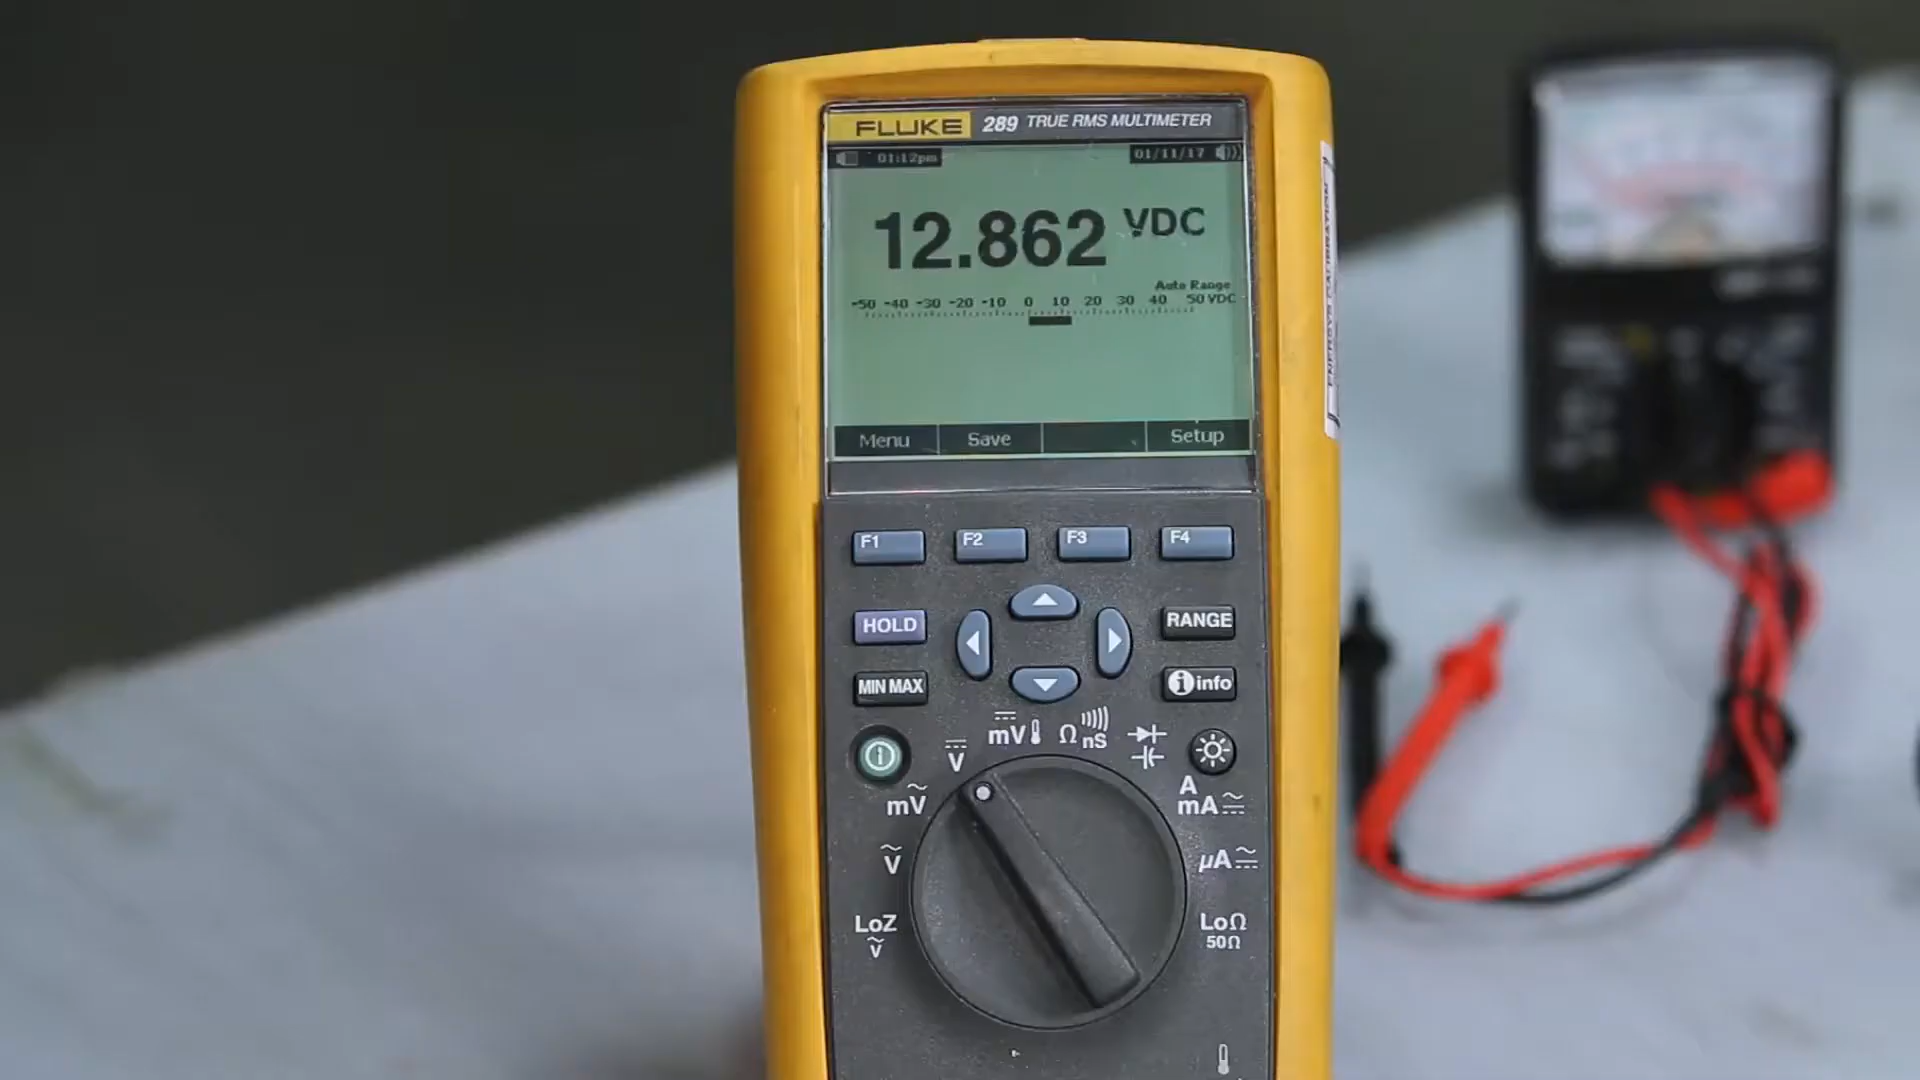 FLUKE 289 TRUE RMS MULTIMETER
01:12pm 01/11/17
12.862 VDC
Auto Range
-50 -40 -30 -20 -10 0 10 20 30 40 50 VDC
Menu Save Setup
F1 F2 F3 F4
HOLD RANGE
MIN MAX info
mV Ω nS
V
A
mV mA
V µA
LoZ LoΩ
V 50Ω
ENERGYS CALIBRATION